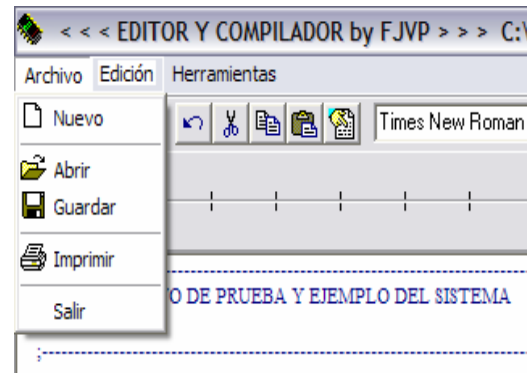 < < < EDITOR Y COMPILADOR by FJVP > > > C:\
Archivo Edición Herramientas
Nuevo
Times New Roman
Abrir
Guardar
Imprimir
O DE PRUEBA Y EJEMPLO DEL SISTEMA
Salir
;------------------------------------------------